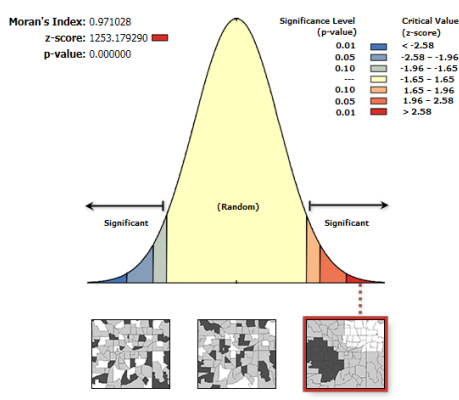 Moran's Index: 0.971028
z-score: 1253.179290
p-value: 0.000000
Significance Level
(p-value)
Critical Value
(z-score)
0.01 < -2.58
0.05 -2.58 – -1.96
0.10 -1.96 – -1.65
--- -1.65 – 1.65
0.10 1.65 – 1.96
0.05 1.96 – 2.58
0.01 > 2.58
(Random)
Significant
Significant